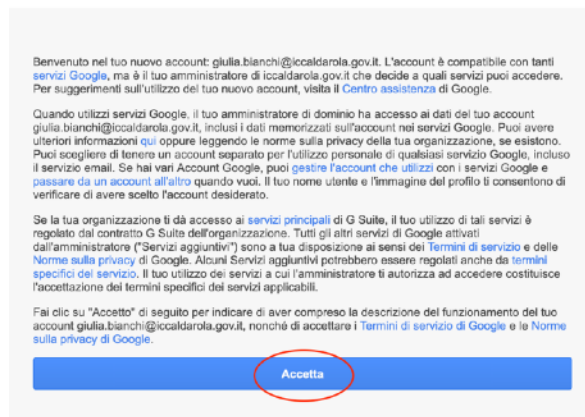 Benvenuto nel tuo nuovo account: giulia.bianchi@iccaldarola.gov.it. L'account è compatibile con tanti
servizi Google, ma è il tuo amministratore di iccaldarola.gov.it che decide a quali servizi puoi accedere.
Per suggerimenti sull'utilizzo del tuo nuovo account, visita il Centro assistenza di Google.
Quando utilizzi servizi Google, il tuo amministratore di dominio ha accesso ai dati del tuo account
giulia.bianchi@iccaldarola.gov.it, inclusi i dati memorizzati sull'account nei servizi Google. Puoi avere
ulteriori informazioni qui oppure leggendo le norme sulla privacy della tua organizzazione, se esistono.
Puoi scegliere di tenere un account separato per l'utilizzo personale di qualsiasi servizio Google, incluso
il servizio email. Se hai vari Account Google, puoi gestire l'account che utilizzi con i servizi Google e
passare da un account all'altro quando vuoi. Il tuo nome utente e l'immagine del profilo ti consentono di
verificare di avere scelto l'account desiderato.
Se la tua organizzazione ti dà accesso ai servizi principali di G Suite, il tuo utilizzo di tali servizi è
regolato dal contratto G Suite dell'organizzazione. Tutti gli altri servizi di Google attivati
dall'amministratore ("Servizi aggiuntivi") sono a tua disposizione ai sensi dei Termini di servizio e delle
Norme sulla privacy di Google. Alcuni Servizi aggiuntivi potrebbero essere regolati anche da termini
specifici del servizio. Il tuo utilizzo dei servizi a cui l'amministratore ti autorizza ad accedere costituisce
l'accettazione dei termini specifici dei servizi applicabili.
Fai clic su "Accetto" di seguito per indicare di aver compreso la descrizione del funzionamento del tuo
account giulia.bianchi@iccaldarola.gov.it, nonché di accettare i Termini di servizio di Google e le Norme
sulla privacy di Google.
Accetta